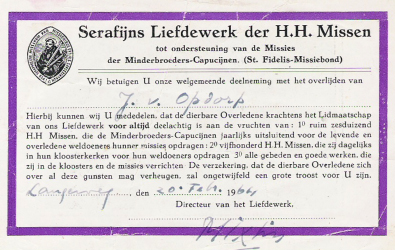 Serafijns Liefdewerk der H.H. Missen
tot ondersteuning van de Missies
der Minderbroeders-Capucijnen. (St. Fidelis-Missiebond)
Wij betuigen U onze welgemeende deelneming met het overlijden van
J. v. Opdorp
Hierbij kunnen wij U mededelen, dat de dierbare Overledene krachtens het Lidmaatschap
van ons Liefdewerk voor altijd deelachtig is aan de vruchten van: 1⁰ ruim zesduizend
H.H. Missen, die de Minderbroeders-Capucijnen jaarlijks uitsluitend voor de levende en
overleden weldoeners hunner missies opdragen: 2⁰ vijfhonderd H.H. Missen, die zij dagelijks
in hun kloosterkerken voor hun weldoeners opdragen 3⁰ alle gebeden en goede werken, die
zij in de kloosters en de missies verrichten. De verzekering, dat de dierbare Overledene zich
over al deze gunsten mag verheugen, zal ongetwijfeld een grote troost voor U zijn.
Langeweg, den 20 Feb. 1964
Directeur van het Liefdewerk.